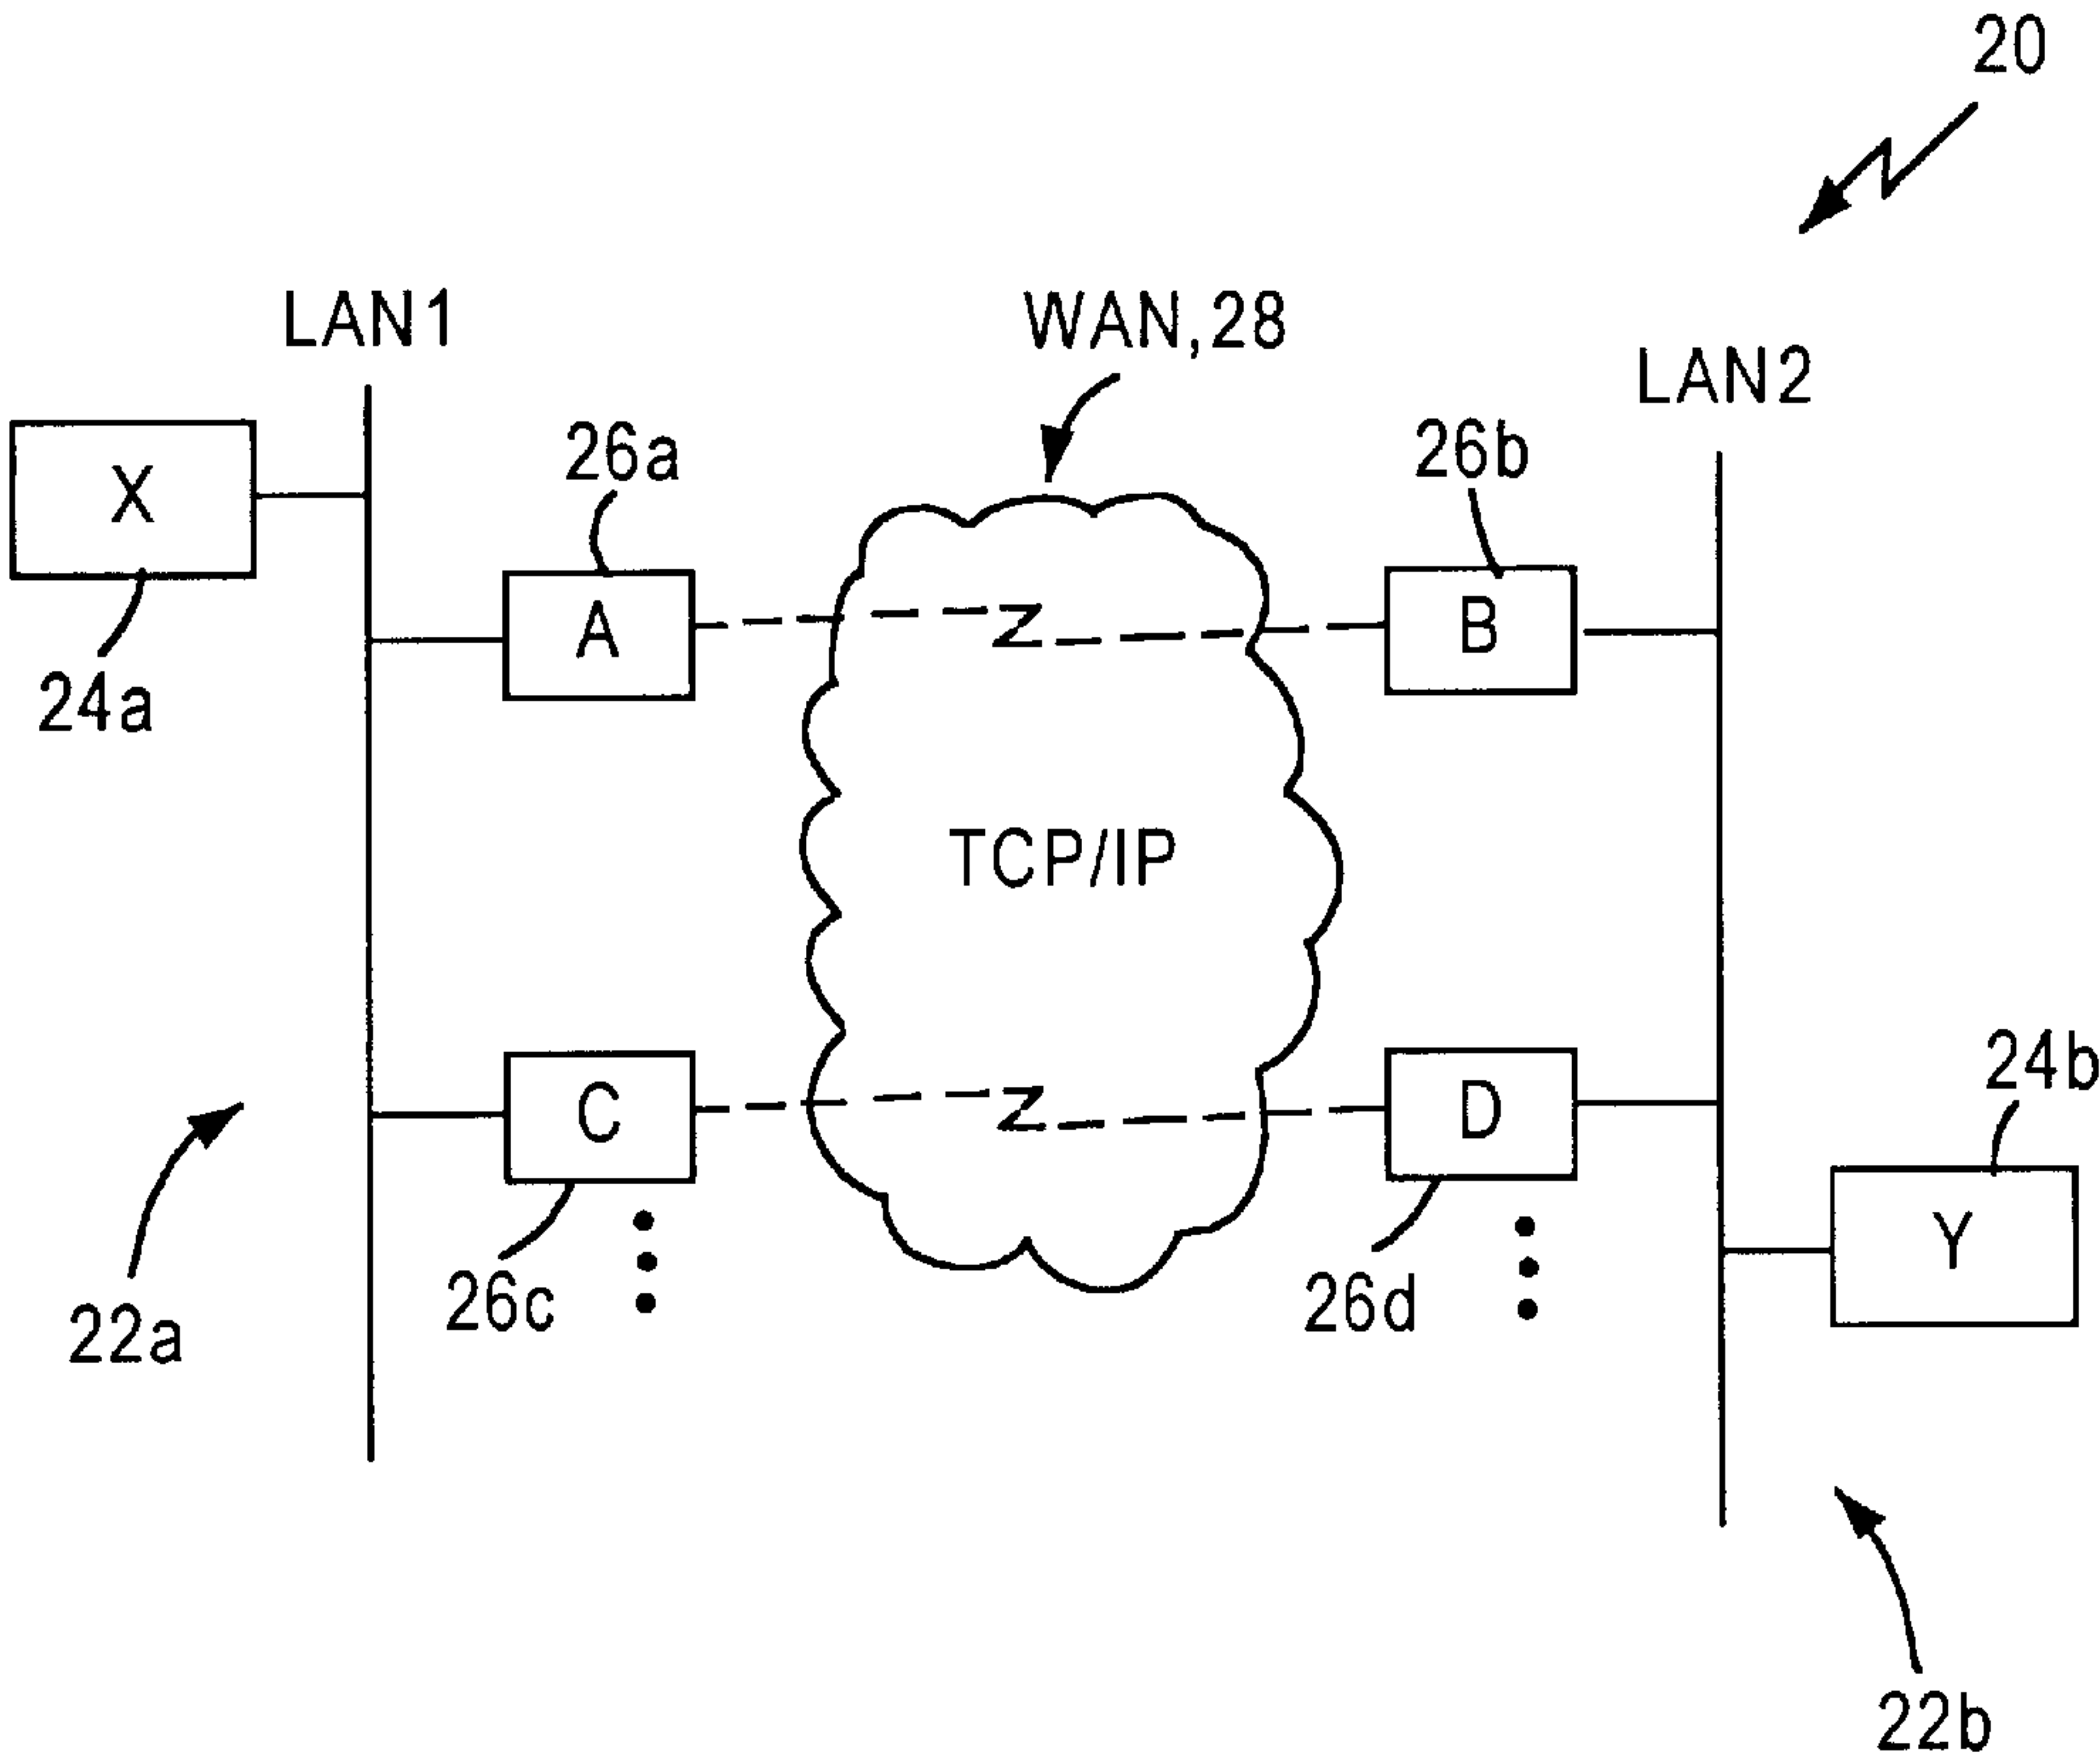 20
LAN1
WAN,28
LAN2
X
26a
26b
A
B
24a
TCP/IP
24b
C
D
Y
26c
26d
22a
22b